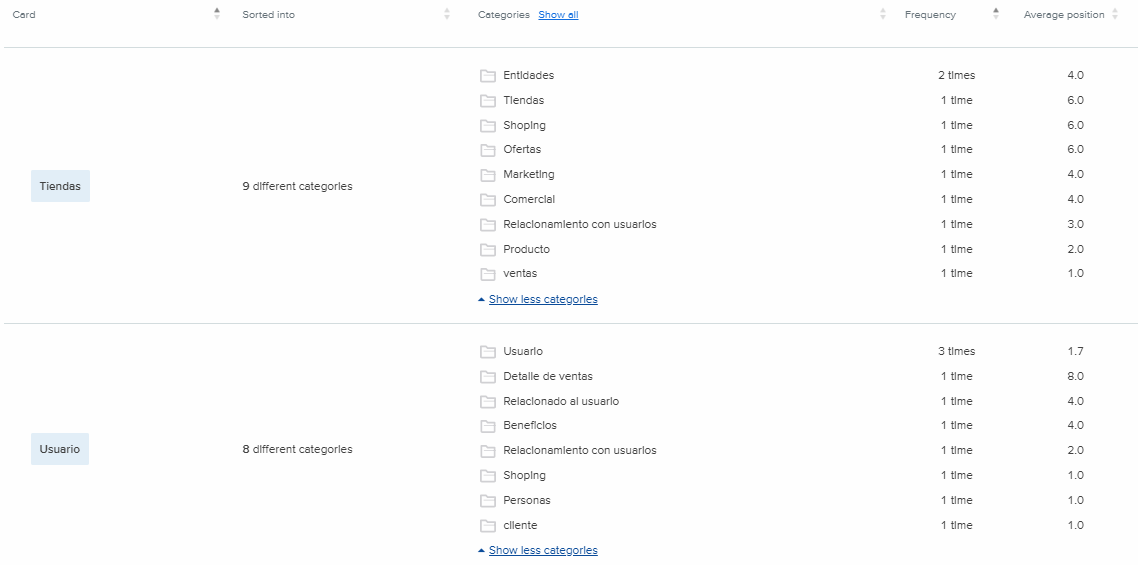 Card Sorted into Categories Show all Frequency Average position
Entidades 2 times 4.0
Tiendas 1 time 6.0
Shoping 1 time 6.0
Ofertas 1 time 6.0
Marketing 1 time 4.0
Tiendas 9 different categories
Comercial 1 time 4.0
Relacionamiento con usuarios 1 time 3.0
Producto 1 time 2.0
ventas 1 time 1.0
Show less categories
Usuario 3 times 1.7
Detalle de ventas 1 time 8.0
Relacionado al usuario 1 time 4.0
Beneficios 1 time 4.0
Usuario 8 different categories
Relacionamiento con usuarios 1 time 2.0
Shoping 1 time 1.0
Personas 1 time 1.0
cliente 1 time 1.0
Show less categories